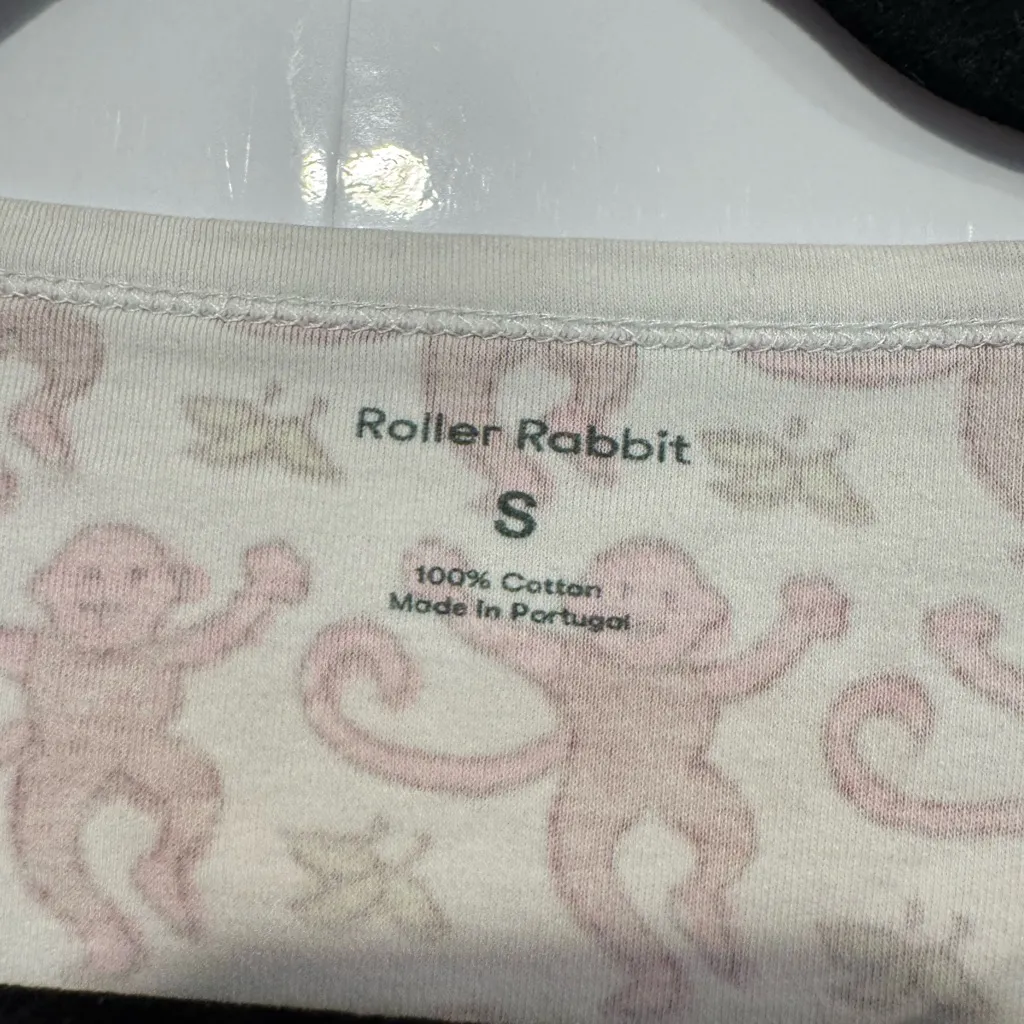 Roller Rabbit
S
100% Cotton
Made in Portugal